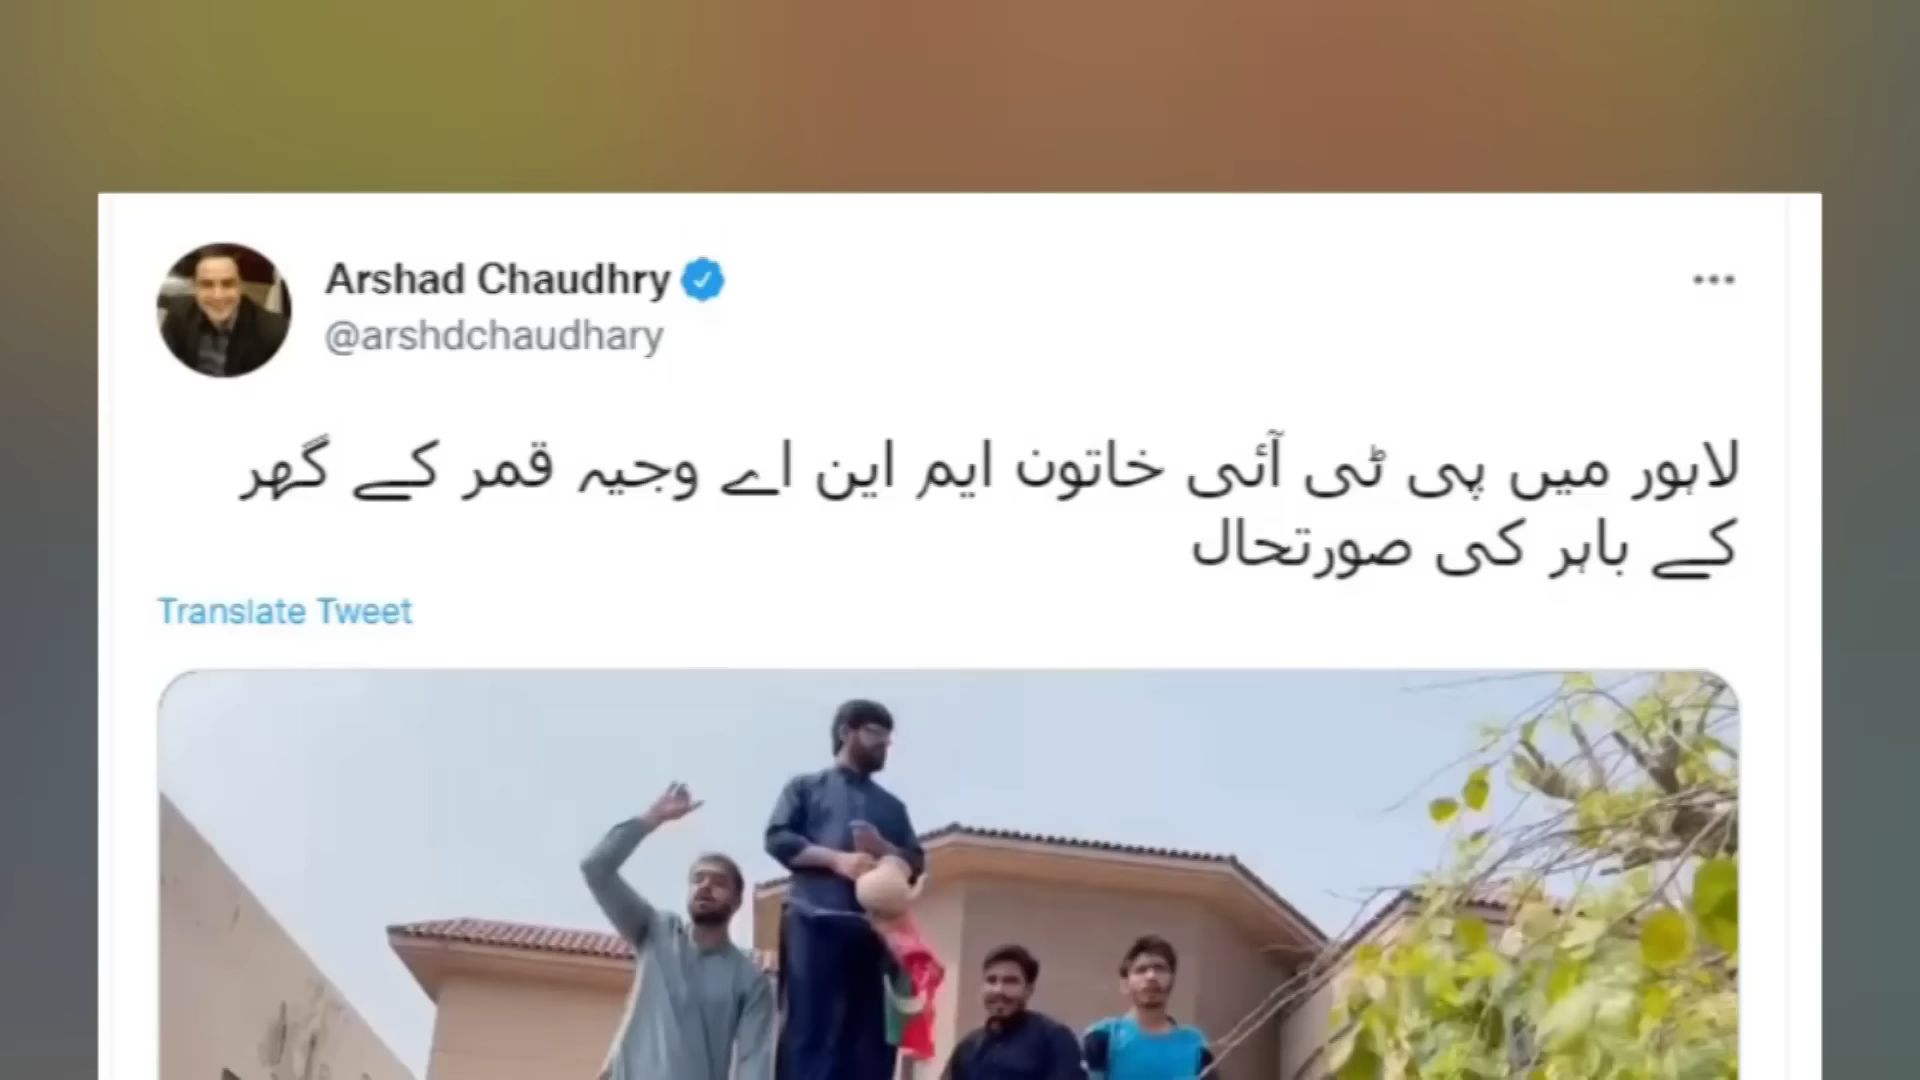 Arshad Chaudhry
@arshdchaudhary
لاہور میں پی ٹی آئی خاتون ایم این اے وجیہ قمر کے گھر
کے باہر کی صورتحال
Translate Tweet